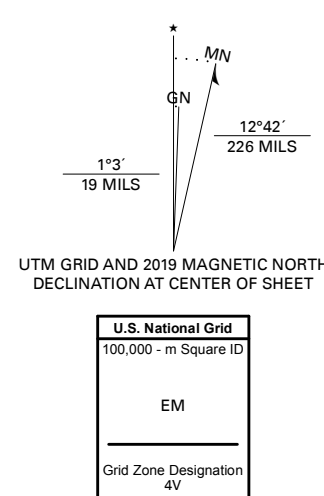 ★
MN
GN
12°42´
226 MILS
1°3´
19 MILS
UTM GRID AND 2019 MAGNETIC NORTH
DECLINATION AT CENTER OF SHEET
U.S. National Grid
100,000 - m Square ID
EM
Grid Zone Designation
4V